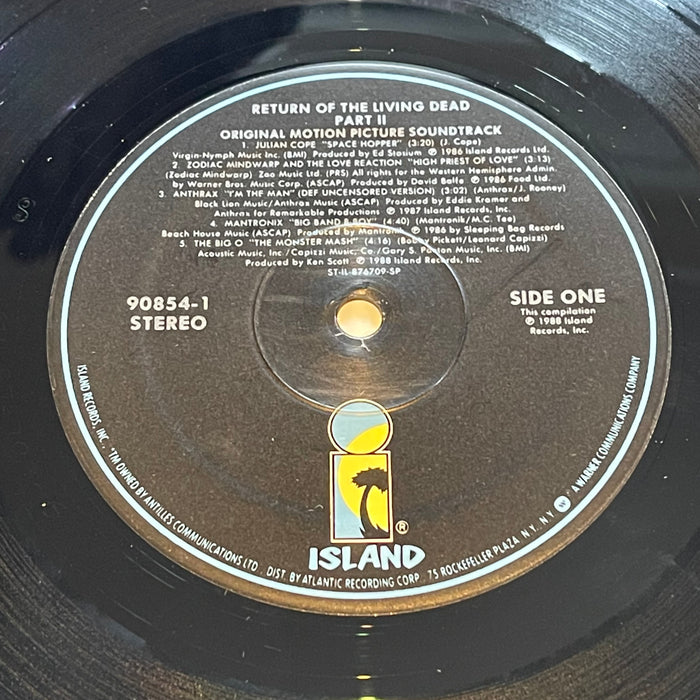 RETURN OF THE LIVING DEAD
PART II
ORIGINAL MOTION PICTURE SOUNDTRACK
1. JULIAN COPE "SPACE HOPPER" (3:20) (J. Cope)
Virgin-Nymph Music Inc. (BMI) Produced by Ed Stasium ℗ 1986 Island Records Ltd.
2. ZODIAC MINDWARP AND THE LOVE REACTION "HIGH PRIEST OF LOVE" (3:13)
(Zodiac Mindwarp) Zoo Music Ltd. (PRS) All rights for the Western Hemisphere Admin.
by Warner Bros. Music Corp. (ASCAP) Produced by David Balfe ℗ 1986 Food Ltd.
3. ANTHRAX "I'M THE MAN" (DEF UNCENSORED VERSION) (3:02) (Anthrax/J. Rooney)
Black Lion Music/Anthrax Music (ASCAP) Produced by Eddie Kramer and
Anthrax for Remarkable Productions ℗ 1987 Island Records, Inc.
4. MANTRONIX "BIG BAND B-BOY" (4:40) (Mantronik/M.C. Tee)
Beach House Music (ASCAP) Produced by Mantronik ℗ 1986 by Sleeping Bag Records
5. THE BIG O "THE MONSTER MASH" (4:16) (Bobby Pickett/Leonard Capizzi)
Acoustic Music, Inc./Capizzi Music, Co./Gary S. Paxton Music, Inc. (BMI)
Produced by Ken Scott ℗ 1988 Island Records, Inc.
ST-IL-876709-SP
90854-1
STEREO
SIDE ONE
This compilation
℗ 1988 Island
Records, Inc.
®
ISLAND
ISLAND RECORDS, INC., *TM OWNED BY ANTILLES COMMUNICATIONS LTD. DIST. BY ATLANTIC RECORDING CORP. 75 ROCKEFELLER PLAZA N.Y., N.Y. A WARNER COMMUNICATIONS COMPANY